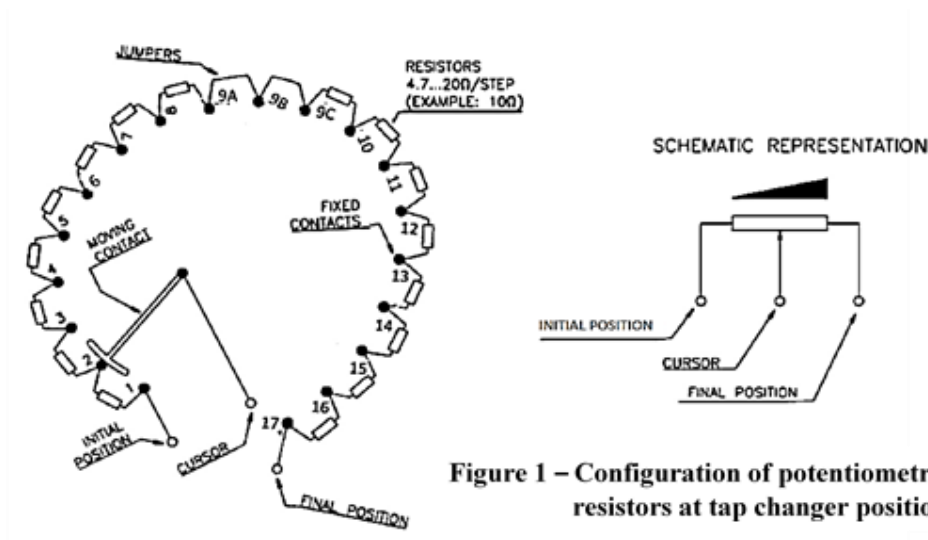 JUMPERS
RESISTORS
4.7...20Ω/STEP
(EXAMPLE: 10Ω)
9A
9B
9C
8
7
6
5
4
3
2
1
10
11
12
13
14
15
16
17
MOVING
CONTACT
FIXED
CONTACTS
INITIAL
POSITION
CURSOR
FINAL POSITION
SCHEMATIC REPRESENTATION
INITIAL POSITION
CURSOR
FINAL POSITION
Figure 1 – Configuration of potentiometr
resistors at tap changer positio